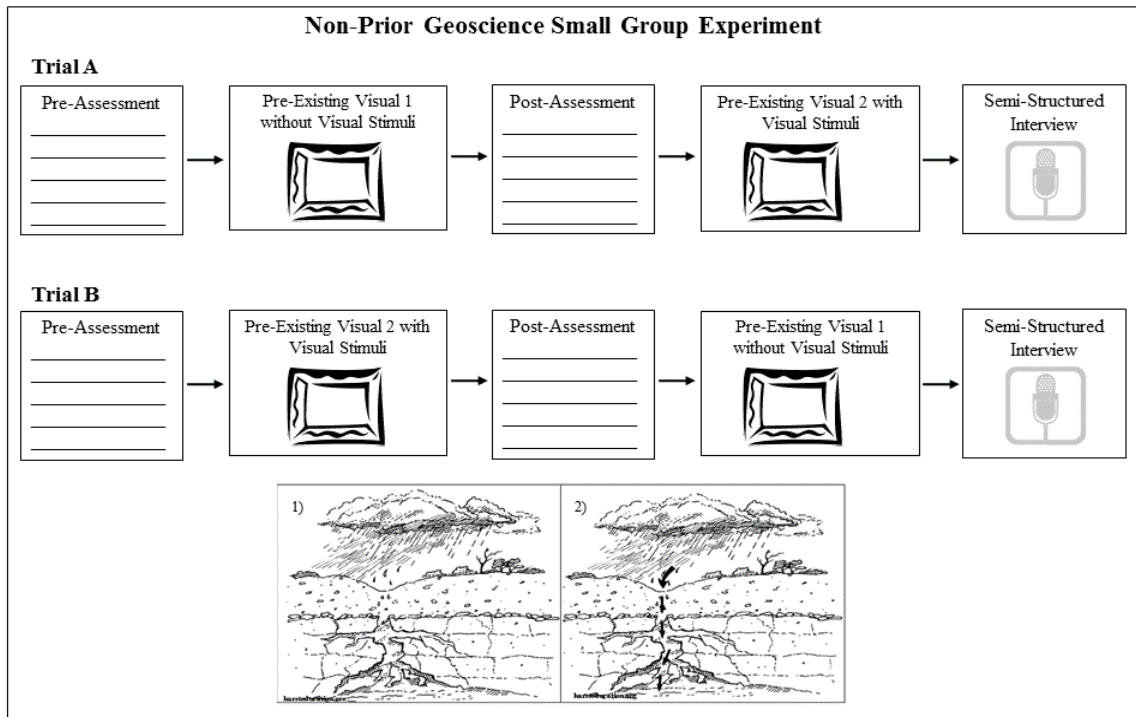 Non-Prior Geoscience Small Group Experiment
Trial A
Pre-Assessment
Pre-Existing Visual 1
without Visual Stimuli
Post-Assessment
Pre-Existing Visual 2 with
Visual Stimuli
Semi-Structured
Interview
Trial B
Pre-Assessment
Pre-Existing Visual 2 with
Visual Stimuli
Post-Assessment
Pre-Existing Visual 1
without Visual Stimuli
Semi-Structured
Interview
1)
2)